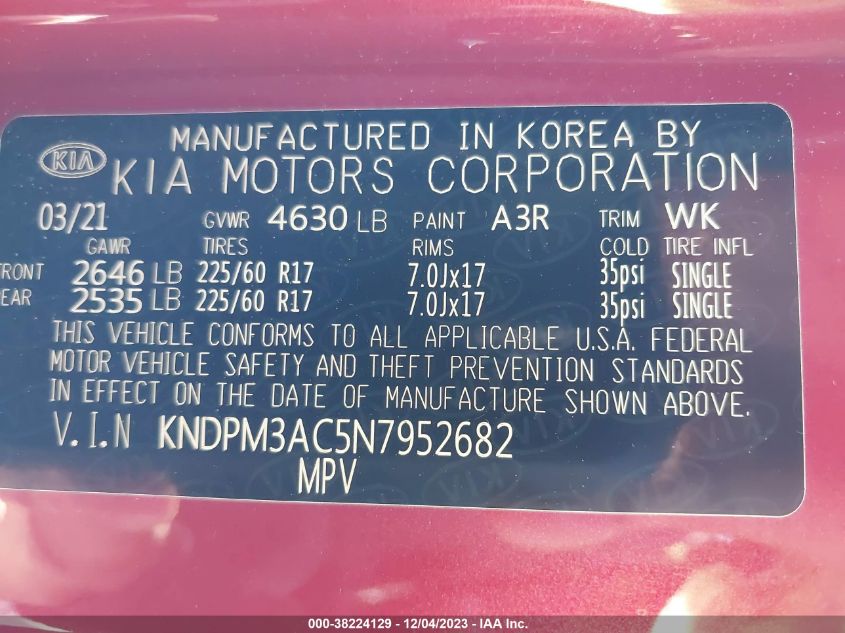 MANUFACTURED IN KOREA BY
KIA KIA MOTORS CORPORATION
03/21 GVWR 4630 LB PAINT A3R TRIM WK
GAWR TIRES RIMS COLD TIRE INFL
FRONT 2646 LB 225/60 R17 7.0Jx17 35psi SINGLE
REAR 2535 LB 225/60 R17 7.0Jx17 35psi SINGLE
THIS VEHICLE CONFORMS TO ALL APPLICABLE U.S.A. FEDERAL
MOTOR VEHICLE SAFETY AND THEFT PREVENTION STANDARDS
IN EFFECT ON THE DATE OF MANUFACTURE SHOWN ABOVE.
V.I.N KNDPM3AC5N7952682
MPV
000-38224129 - 12/04/2023 - IAA Inc.